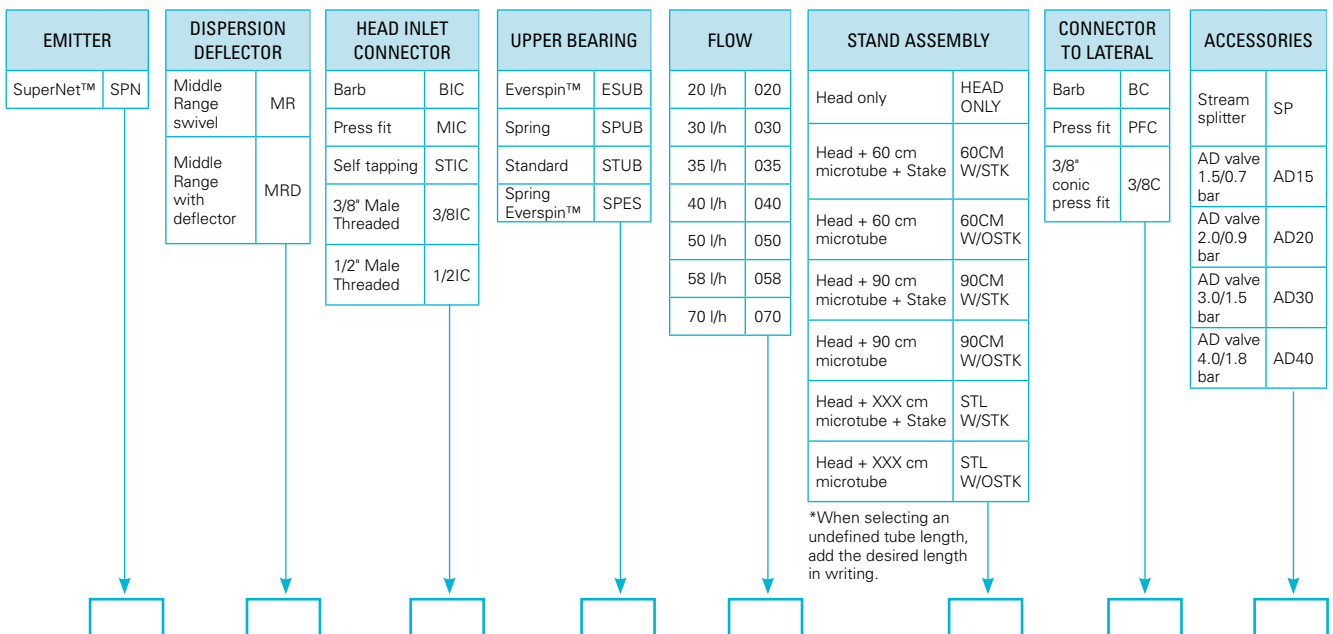 EMITTER
SuperNet™ SPN
DISPERSION
DEFLECTOR
Middle
Range
swivel
MR
Middle
Range
with
deflector
MRD
HEAD INLET
CONNECTOR
Barb BIC
Press fit MIC
Self tapping STIC
3/8" Male
Threaded
3/8IC
1/2" Male
Threaded
1/2IC
UPPER BEARING
Everspin™ ESUB
Spring SPUB
Standard STUB
Spring
Everspin™
SPES
FLOW
20 l/h 020
30 l/h 030
35 l/h 035
40 l/h 040
50 l/h 050
58 l/h 058
70 l/h 070
STAND ASSEMBLY
Head only
HEAD
ONLY
Head + 60 cm
microtube + Stake
60CM
W/STK
Head + 60 cm
microtube
60CM
W/OSTK
Head + 90 cm
microtube + Stake
90CM
W/STK
Head + 90 cm
microtube
90CM
W/OSTK
Head + XXX cm
microtube + Stake
STL
W/STK
Head + XXX cm
microtube
STL
W/OSTK
*When selecting an
undefined tube length,
add the desired length
in writing.
CONNECTOR
TO LATERAL
Barb BC
Press fit PFC
3/8"
conic
press fit
3/8C
ACCESSORIES
Stream
splitter
SP
AD valve
1.5/0.7
bar
AD15
AD valve
2.0/0.9
bar
AD20
AD valve
3.0/1.5
bar
AD30
AD valve
4.0/1.8
bar
AD40